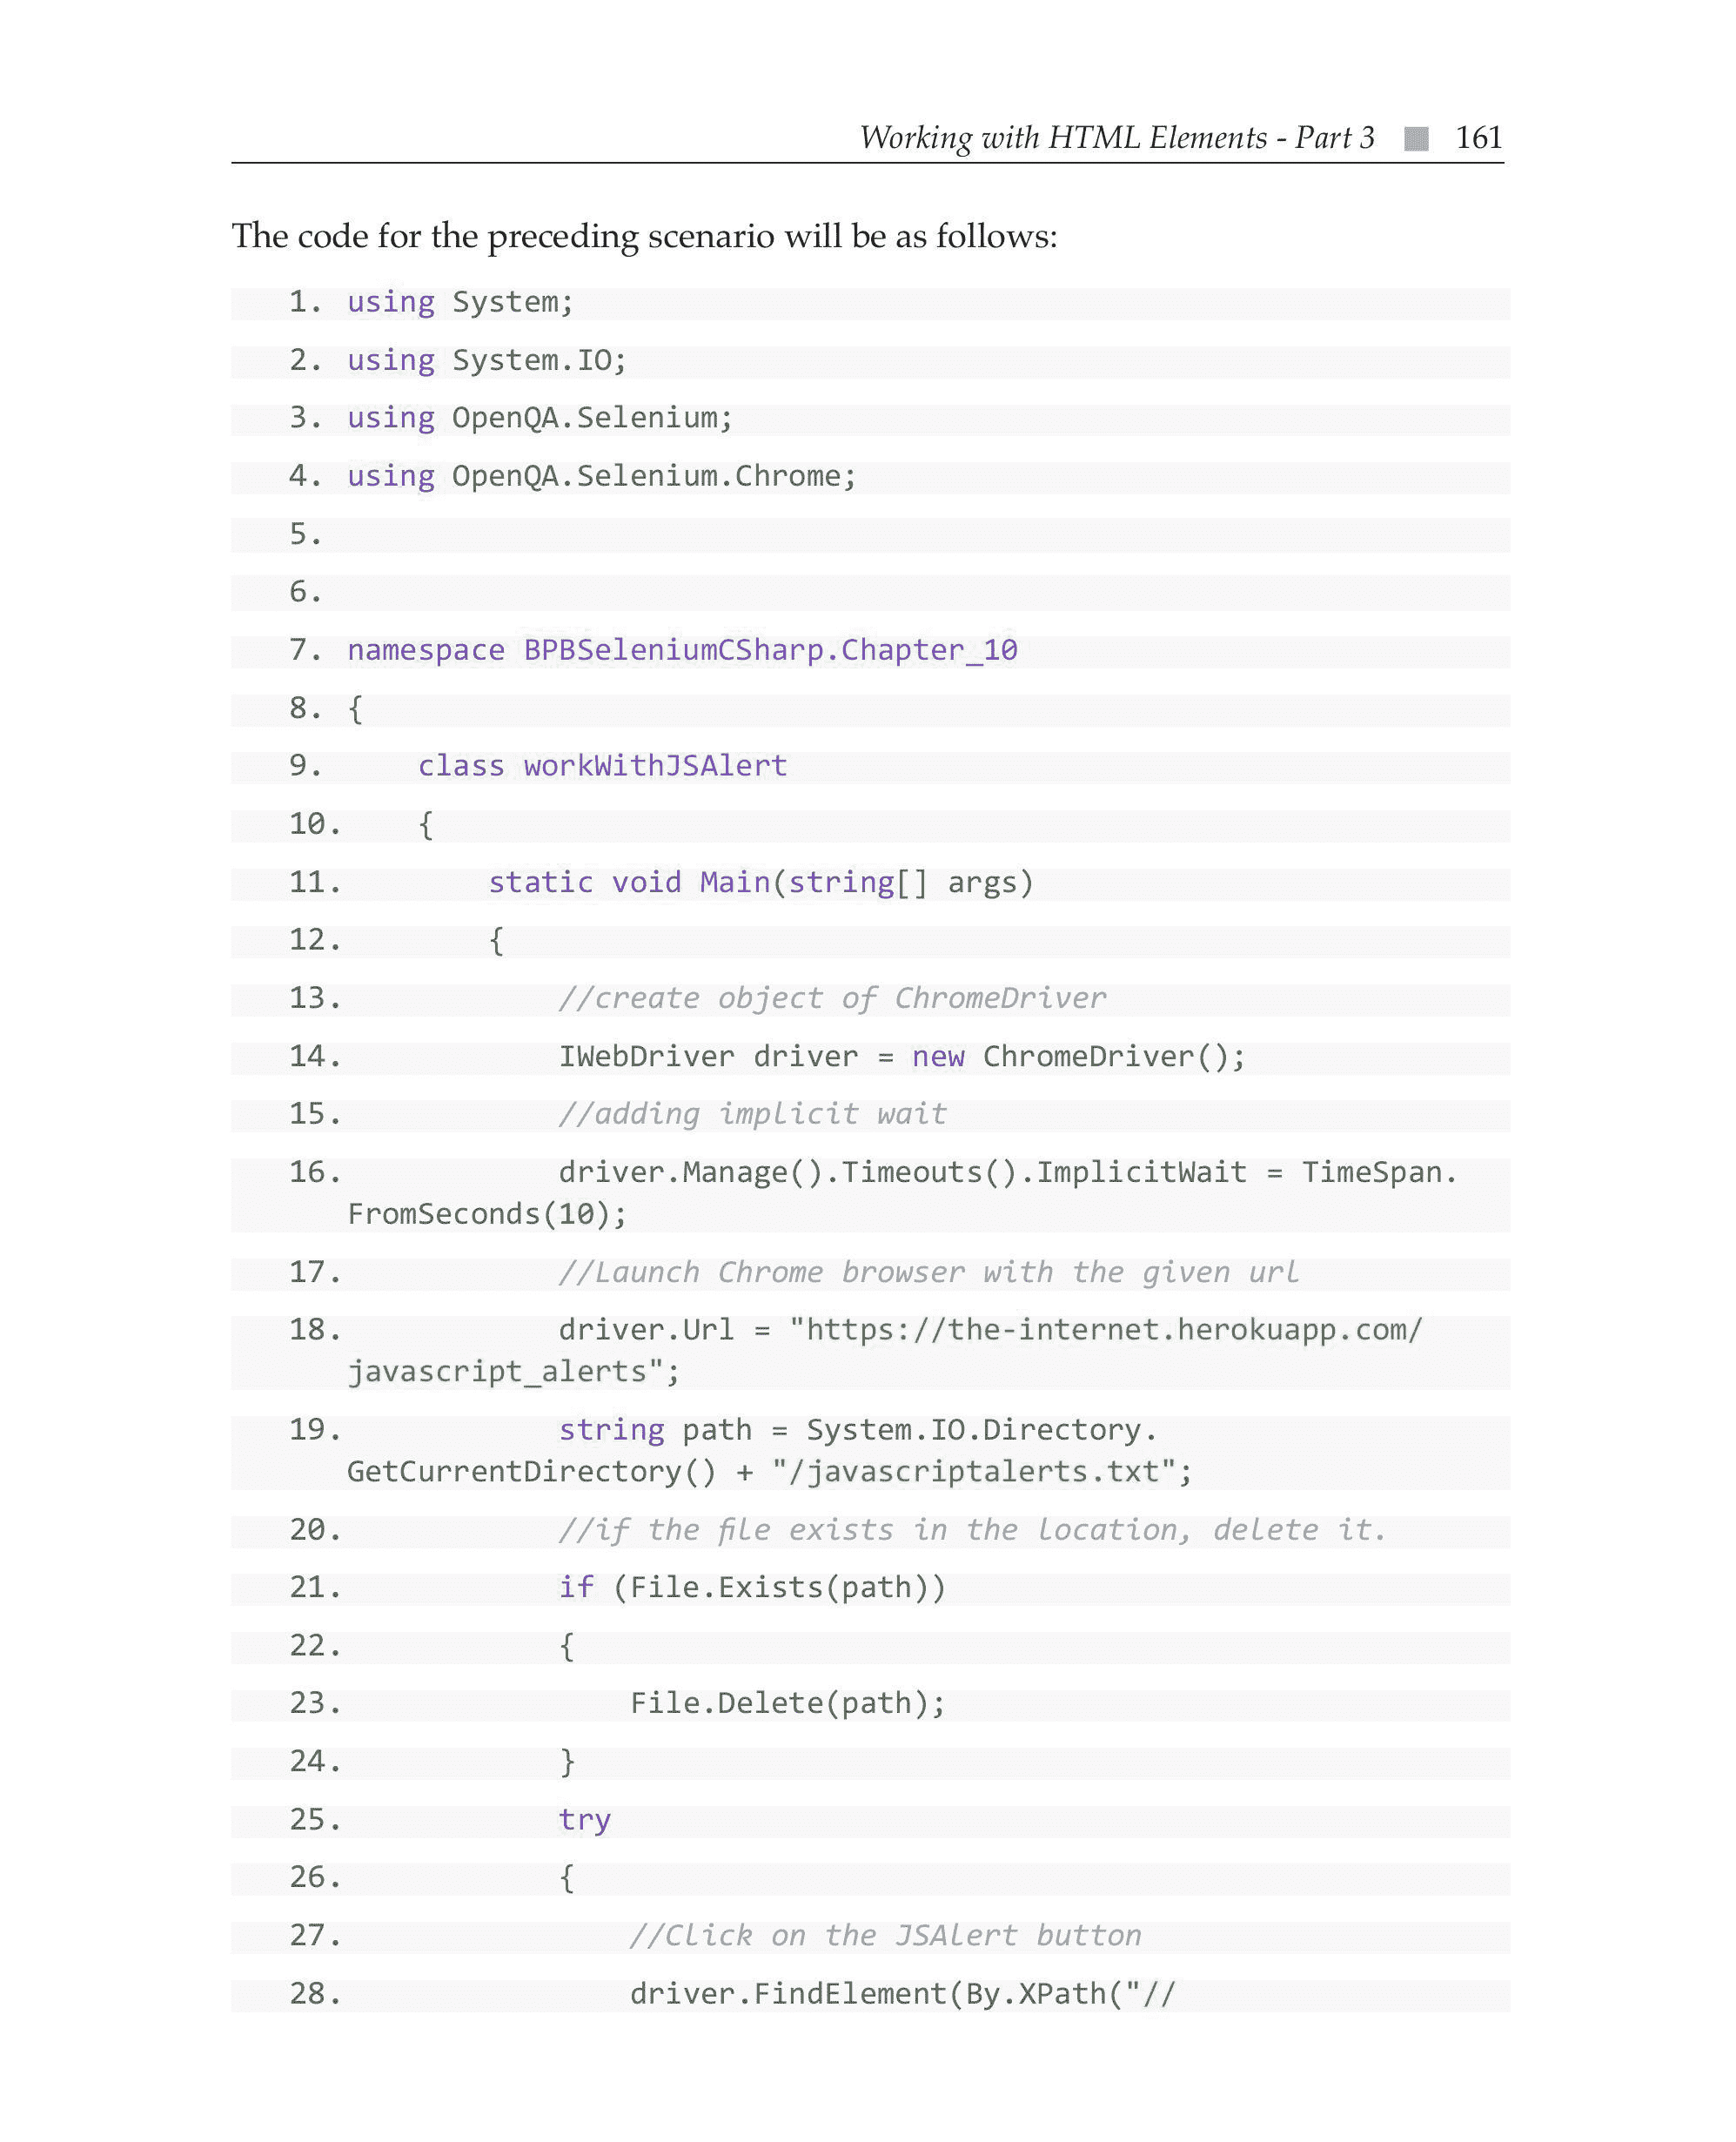 Working with HTML Elements - Part 3 ■ 161
The code for the preceding scenario will be as follows:
1. using System;
2. using System.IO;
3. using OpenQA.Selenium;
4. using OpenQA.Selenium.Chrome;
5.
6.
7. namespace BPBSeleniumCSharp.Chapter_10
8. {
9.     class workWithJSAlert
10.     {
11.         static void Main(string[] args)
12.         {
13.             //create object of ChromeDriver
14.             IWebDriver driver = new ChromeDriver();
15.             //adding implicit wait
16.             driver.Manage().Timeouts().ImplicitWait = TimeSpan.
FromSeconds(10);
17.             //Launch Chrome browser with the given url
18.             driver.Url = "https://the-internet.herokuapp.com/
javascript_alerts";
19.             string path = System.IO.Directory.
GetCurrentDirectory() + "/javascriptalerts.txt";
20.             //if the file exists in the location, delete it.
21.             if (File.Exists(path))
22.             {
23.                 File.Delete(path);
24.             }
25.             try
26.             {
27.                 //Click on the JSAlert button
28.                 driver.FindElement(By.XPath("//